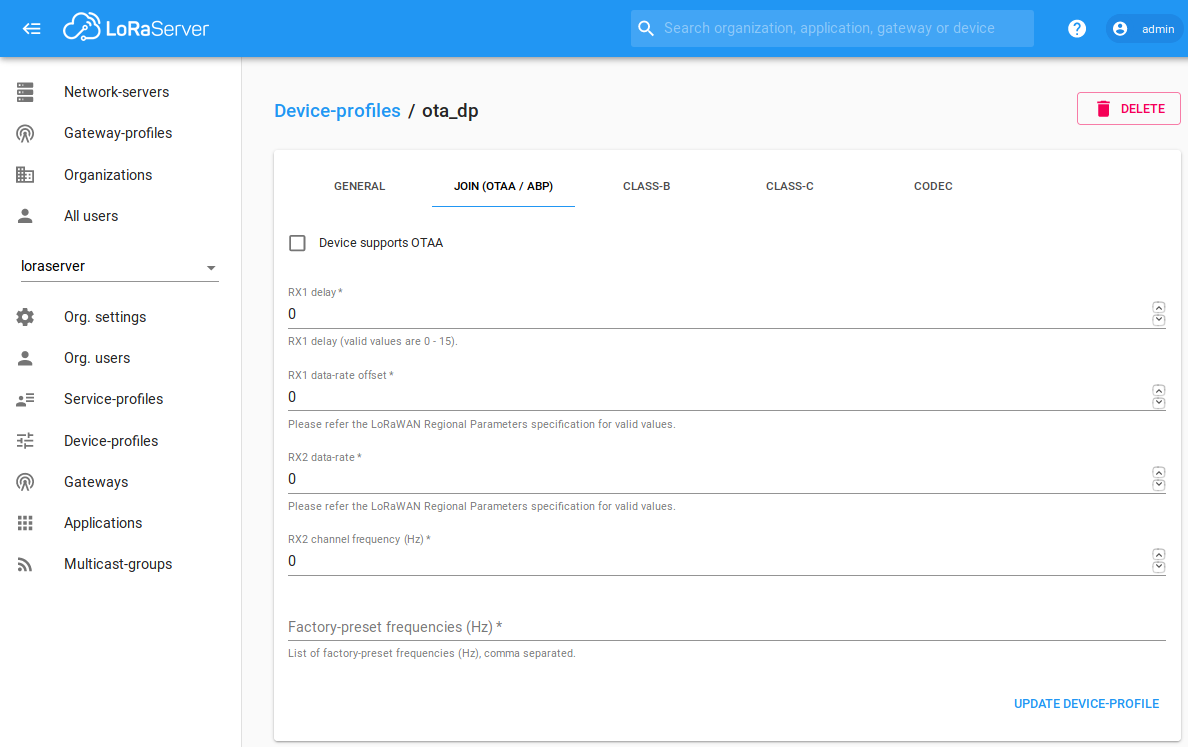 LoRaServer
Search organization, application, gateway or device
?
admin
Network-servers
Gateway-profiles
Organizations
All users
loraserver
Org. settings
Org. users
Service-profiles
Device-profiles
Gateways
Applications
Multicast-groups
Device-profiles / ota_dp
DELETE
GENERAL JOIN (OTAA / ABP) CLASS-B CLASS-C CODEC
Device supports OTAA
RX1 delay *
0
RX1 delay (valid values are 0 - 15).
RX1 data-rate offset *
0
Please refer the LoRaWAN Regional Parameters specification for valid values.
RX2 data-rate *
0
Please refer the LoRaWAN Regional Parameters specification for valid values.
RX2 channel frequency (Hz) *
0
Factory-preset frequencies (Hz) *
List of factory-preset frequencies (Hz), comma separated.
UPDATE DEVICE-PROFILE